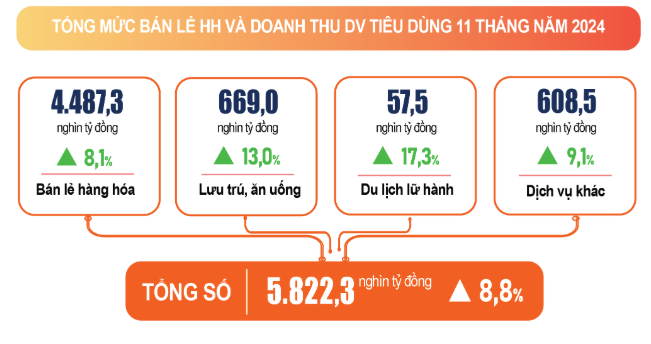 TỔNG MỨC BÁN LẺ HH VÀ DOANH THU DV TIÊU DÙNG 11 THÁNG NĂM 2024
4.487,3
nghìn tỷ đồng
▲ 8,1%
Bán lẻ hàng hóa
669,0
nghìn tỷ đồng
▲ 13,0%
Lưu trú, ăn uống
57,5
nghìn tỷ đồng
▲ 17,3%
Du lịch lữ hành
608,5
nghìn tỷ đồng
▲ 9,1%
Dịch vụ khác
TỔNG SỐ 5.822,3 nghìn tỷ đồng ▲ 8,8%